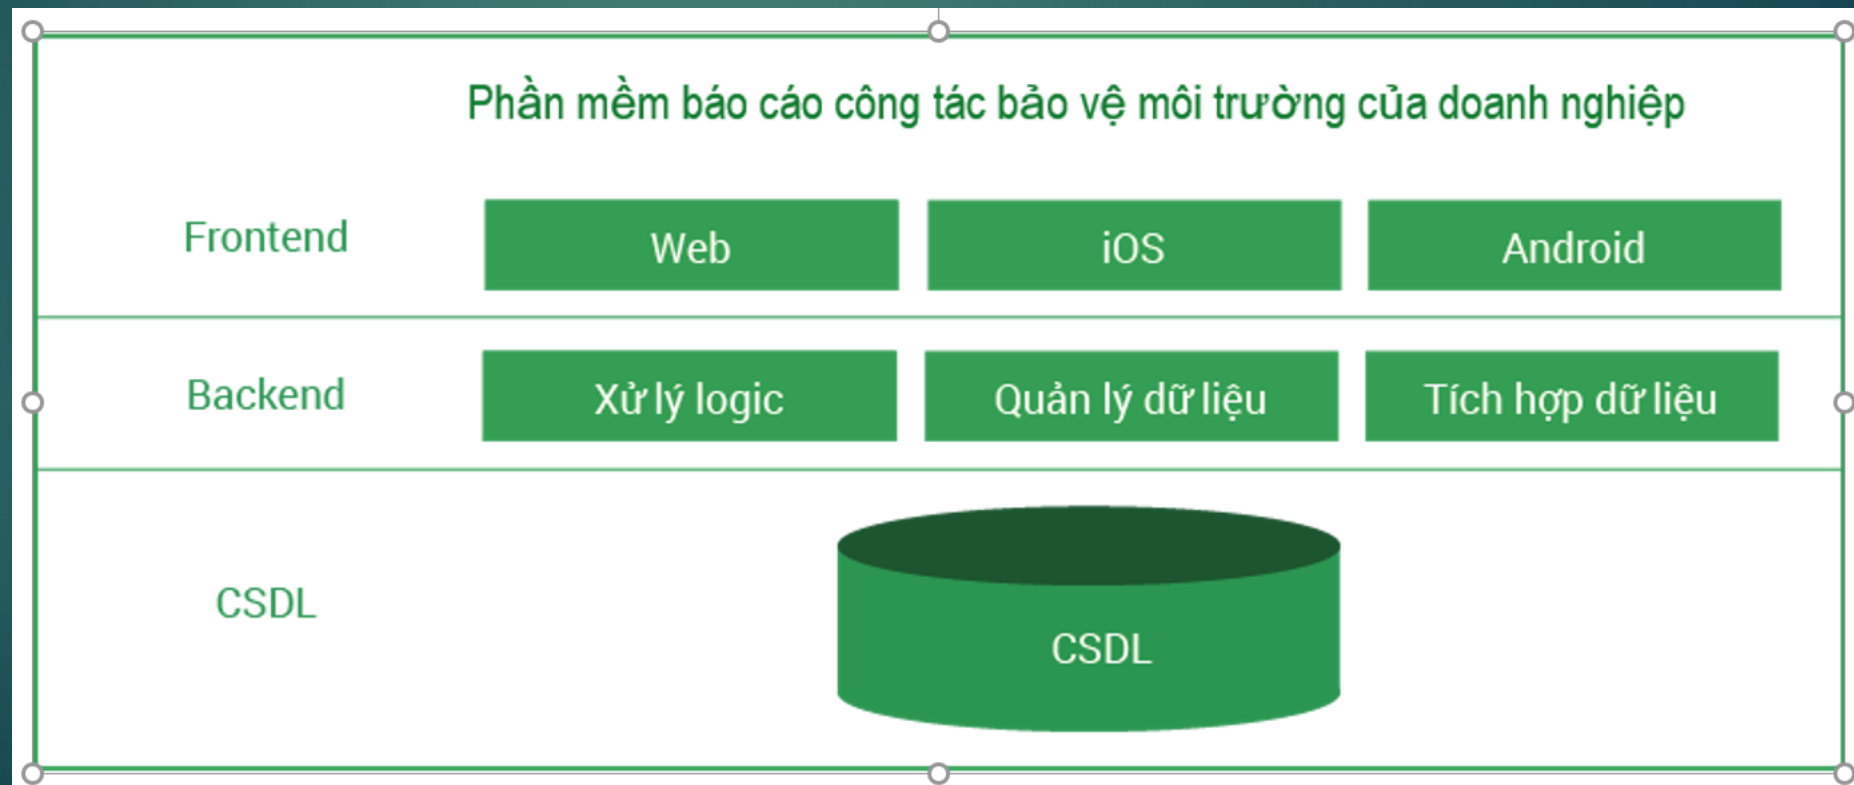 Phần mềm báo cáo công tác bảo vệ môi trường của doanh nghiệp
Frontend
Web
iOS
Android
Backend
Xử lý logic
Quản lý dữ liệu
Tích hợp dữ liệu
CSDL
CSDL